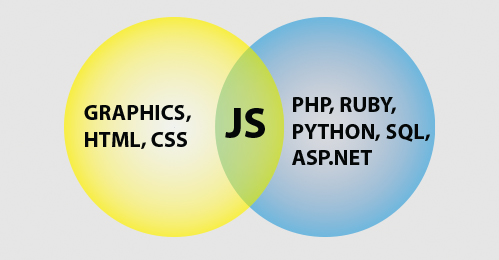 GRAPHICS,
HTML, CSS
JS
PHP, RUBY,
PYTHON, SQL,
ASP.NET